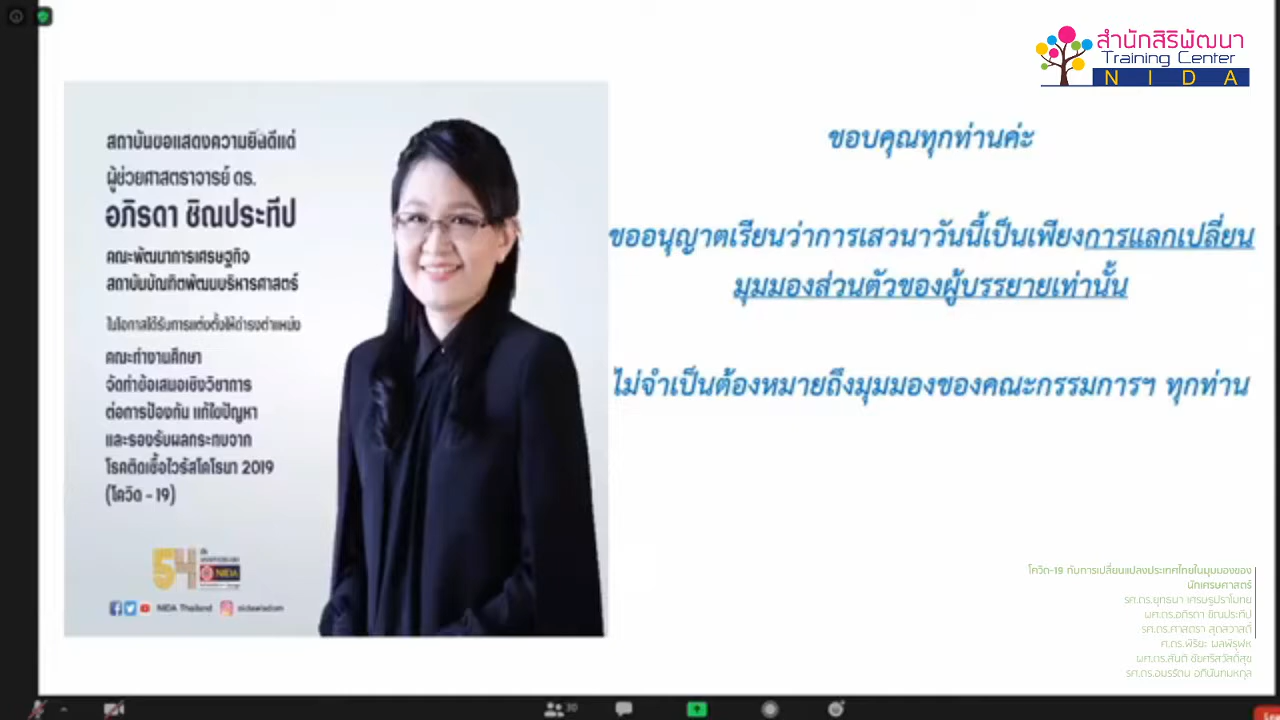 สำนักสิริพัฒนา
Training Center
NIDA
สถาบันขอแสดงความยินดีแด่
ผู้ช่วยศาสตราจารย์ ดร.
อภิรดา ชิณประทีป
คณะพัฒนาการเศรษฐกิจ
สถาบันบัณฑิตพัฒนบริหารศาสตร์
ในโอกาสได้รับการแต่งตั้งให้ดำรงตำแหน่ง
คณะทำงานศึกษา
จัดทำข้อเสนอเชิงวิชาการ
ต่อการป้องกัน แก้ไขปัญหา
และรองรับผลกระทบจาก
โรคติดเชื้อไวรัสโคโรนา 2019
(โควิด - 19)
54
NIDA
NIDA Thailand nidawisdom
ขอบคุณทุกท่านค่ะ
ขออนุญาตเรียนว่าการเสวนาวันนี้เป็นเพียงการแลกเปลี่ยน
มุมมองส่วนตัวของผู้บรรยายเท่านั้น
ไม่จำเป็นต้องหมายถึงมุมมองของคณะกรรมการฯ ทุกท่าน
โควิด-19 กับการเปลี่ยนแปลงประเทศไทยในมุมมองของ
นักเศรษศาสตร์
รศ.ดร.ยุทธนา เศรษฐปราโมทย์
ผศ.ดร.อภิรดา ชิณประทีป
รศ.ดร.ศาสตรา สุดสวาสดิ์
ศ.ดร.พิริยะ ผลพิรุฬห์
ผศ.ดร.สันติ ชัยศรีสวัสดิ์สุข
รศ.ดร.อมรรัตน์ อภินันท์มหกุล
30